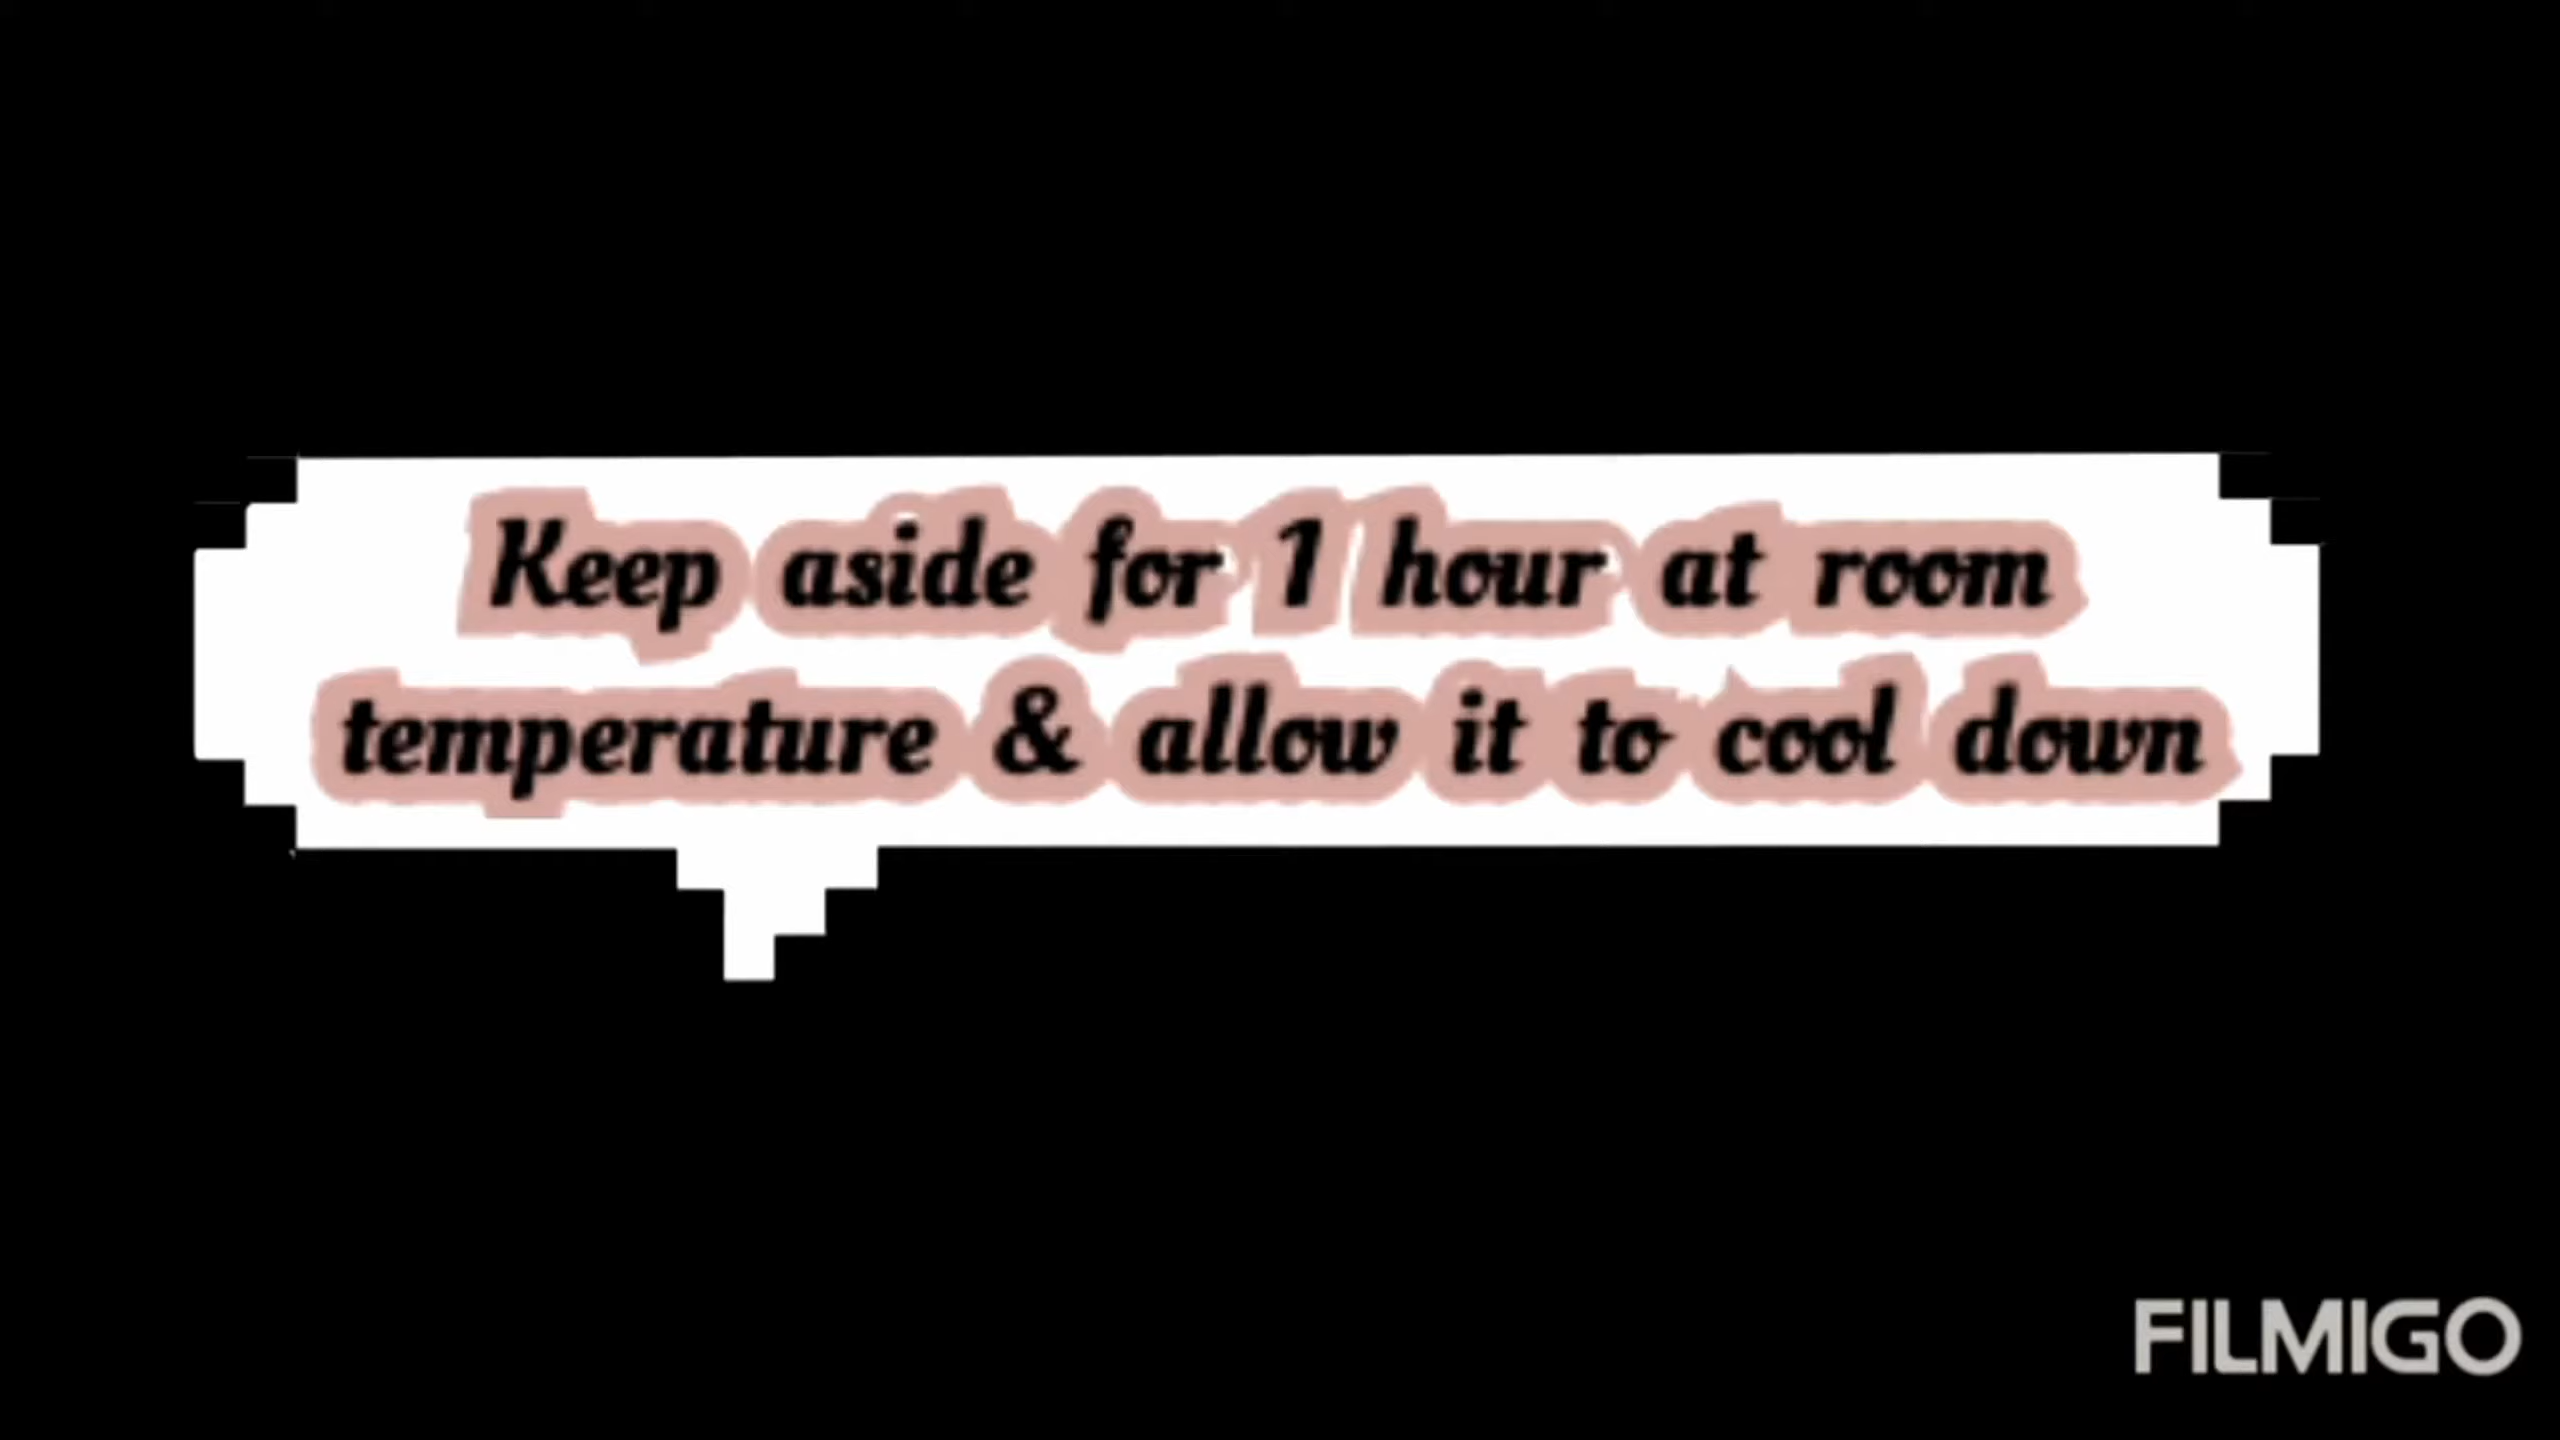 Keep aside for 1 hour at room
temperature & allow it to cool down
FILMIGO